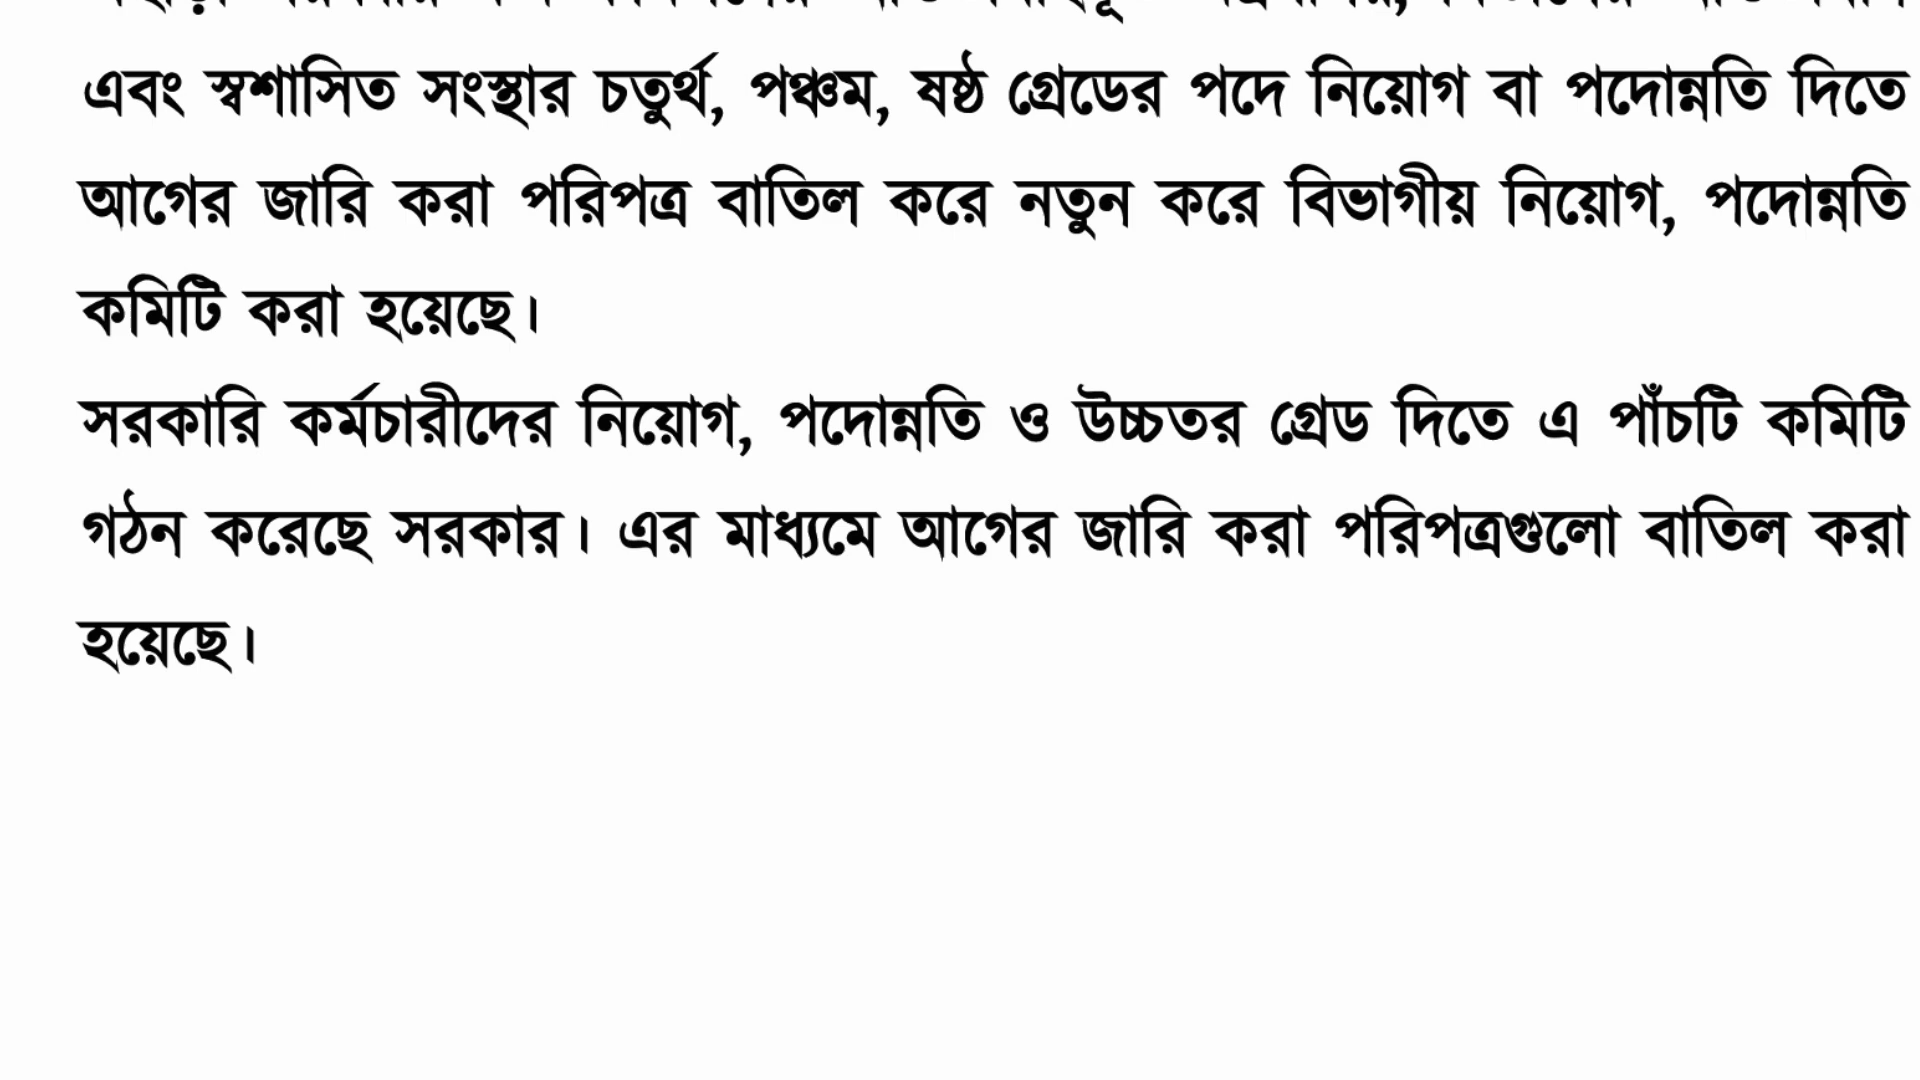 এবং স্বশাসিত সংস্থার চতুর্থ, পঞ্চম, ষষ্ঠ গ্রেডের পদে নিয়োগ বা পদোন্নতি দিতে
আগের জারি করা পরিপত্র বাতিল করে নতুন করে বিভাগীয় নিয়োগ, পদোন্নতি
কমিটি করা হয়েছে।
সরকারি কর্মচারীদের নিয়োগ, পদোন্নতি ও উচ্চতর গ্রেড দিতে এ পাঁচটি কমিটি
গঠন করেছে সরকার। এর মাধ্যমে আগের জারি করা পরিপত্রগুলো বাতিল করা
হয়েছে।